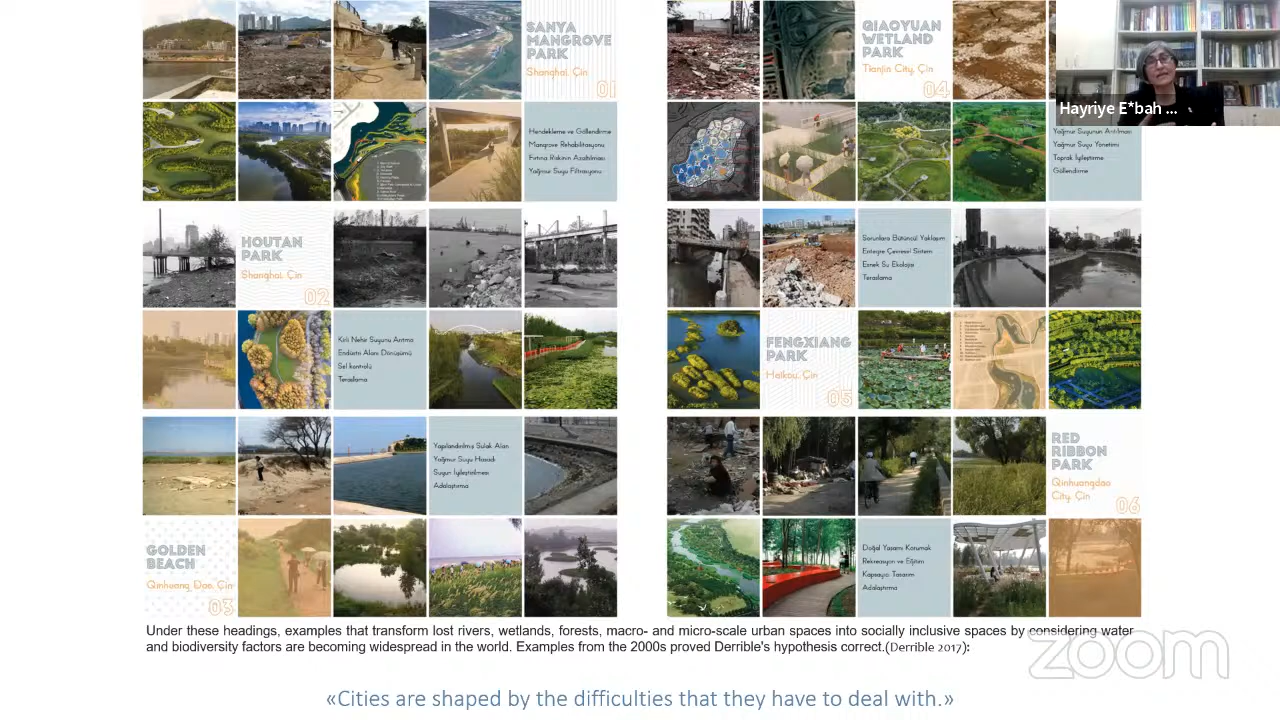 SANYA
MANGROVE
PARK
Shanghai, Çin
01
Hendekleme ve Göllendirme
Mangrove Rehabilitasyonu
Fırtına Riskinin Azaltılması
Yağmur Suyu Filtrasyonu
HOUTAN
PARK
Shanghai, Çin
02
Kirli Nehir Suyunu Arıtma
Endüstri Alanı Dönüşümü
Sel kontrolü
Teraslama
Yapılandırılmış Sulak Alan
Yağmur Suyu Hasadı
Suyun İyileştirilmesi
Adalaştırma
GOLDEN
BEACH
Qinhuang Dao, Çin
03
QIAOYUAN
WETLAND
PARK
Tianjin City, Çin
04
Hayriye E*bah ...
Yağmur Suyunun Arıtılması
Yağmur Suyu Yönetimi
Toprak İyileştirme
Göllendirme
Sorunlara Bütüncül Yaklaşım
Entegre Çevresel Sistem
Esnek Su Ekolojisi
Teraslama
FENGXIANG
PARK
Haikou, Çin
05
RED
RIBBON
PARK
Qinhuangdao
City, Çin
06
Doğal Yaşamı Korumak
Rekreasyon ve Eğitim
Kapsayıcı Tasarım
Adalaştırma
Under these headings, examples that transform lost rivers, wetlands, forests, macro- and micro-scale urban spaces into socially inclusive spaces by considering water
and biodiversity factors are becoming widespread in the world. Examples from the 2000s proved Derrible's hypothesis correct.(Derrible 2017):
zoom
«Cities are shaped by the difficulties that they have to deal with.»